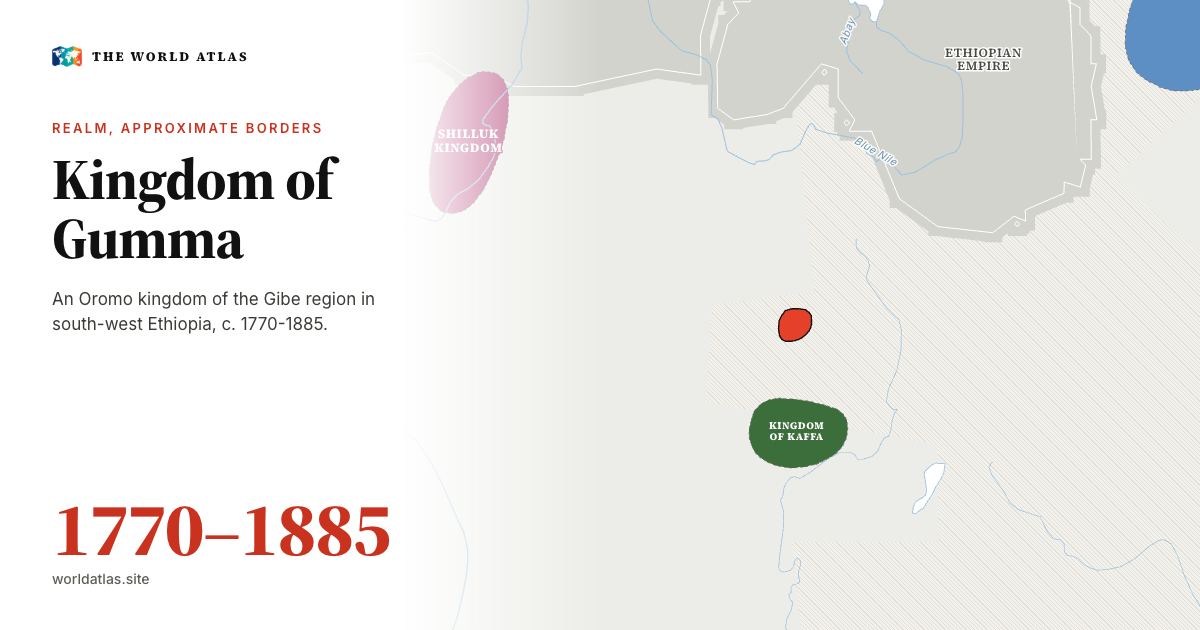 THE WORLD ATLAS
REALM, APPROXIMATE BORDERS
Kingdom of
Gumma
An Oromo kingdom of the Gibe region in
south-west Ethiopia, c. 1770-1885.
1770–1885
worldatlas.site
SHILLUK
KINGDOM
Abay
ETHIOPIAN
EMPIRE
Blue Nile
KINGDOM
OF KAFFA